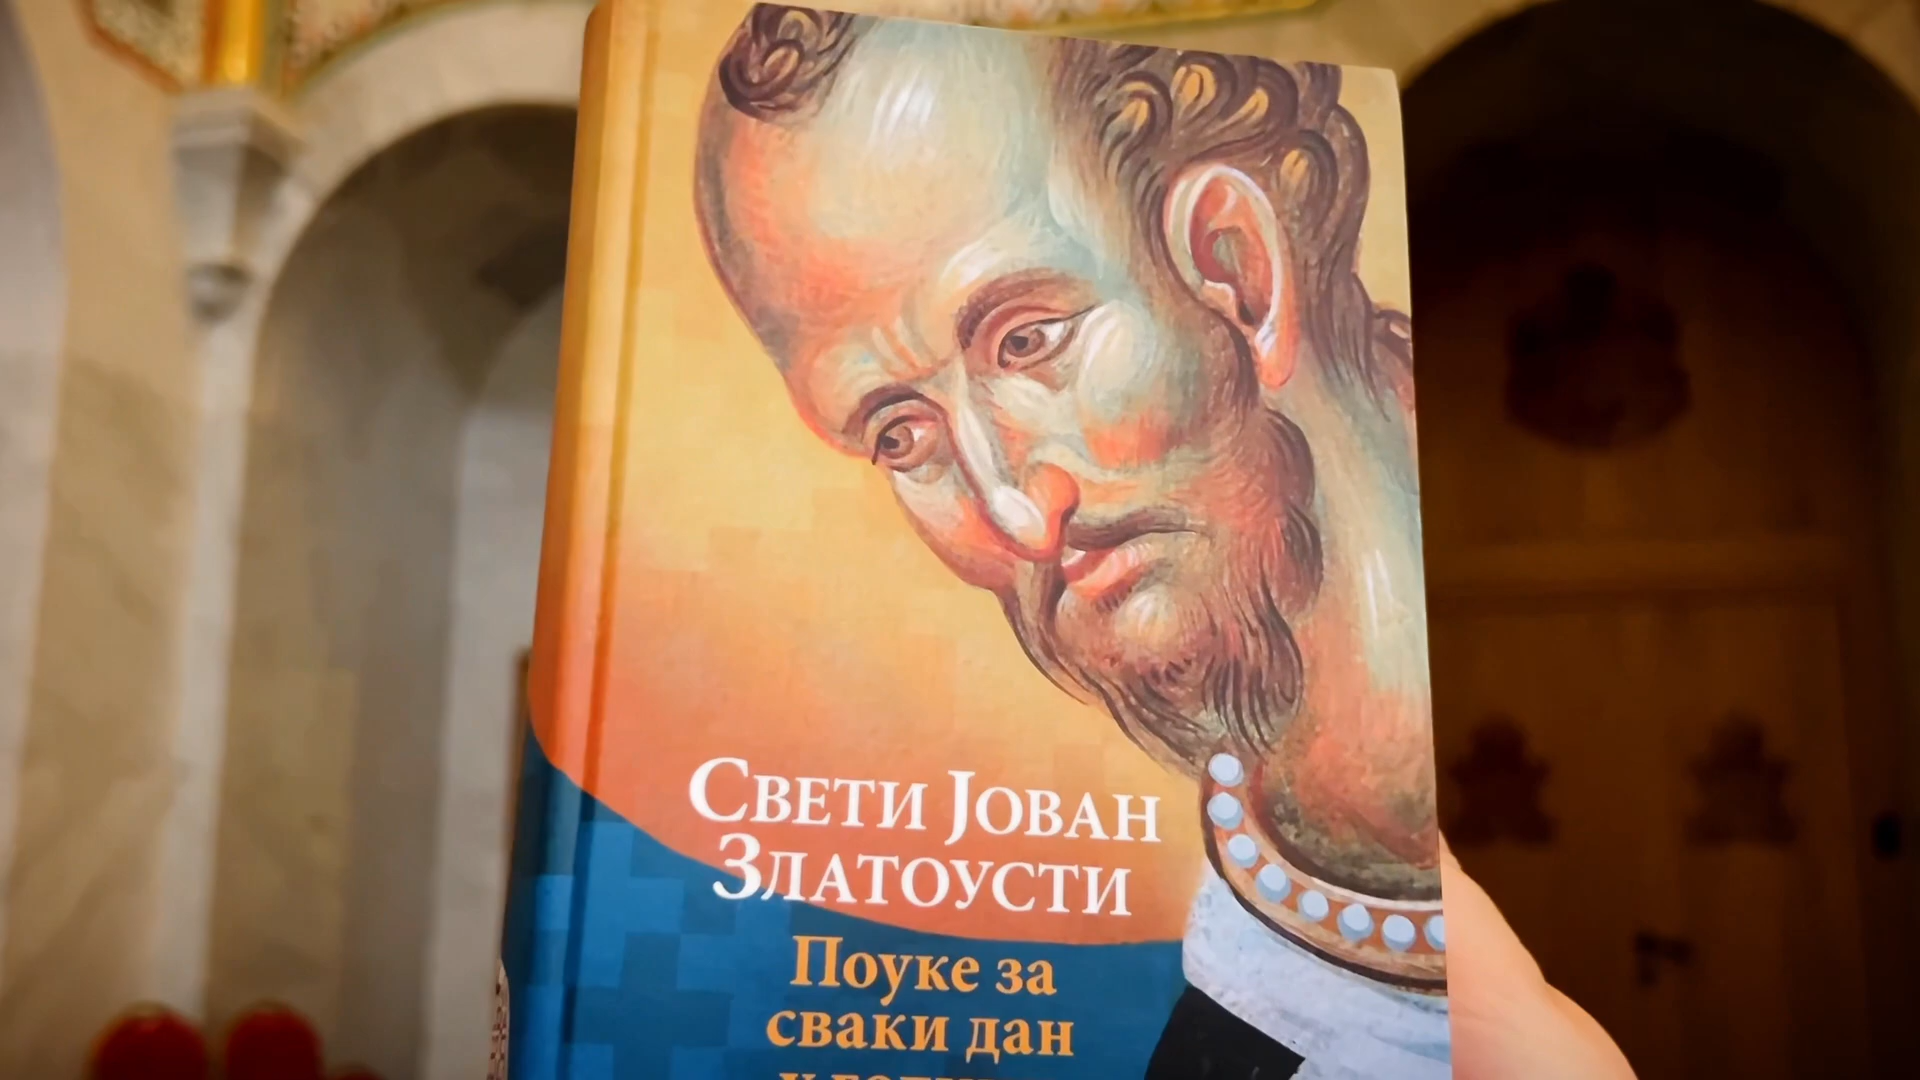 Свети Јован
Златоусти
Поуке за
сваки дан